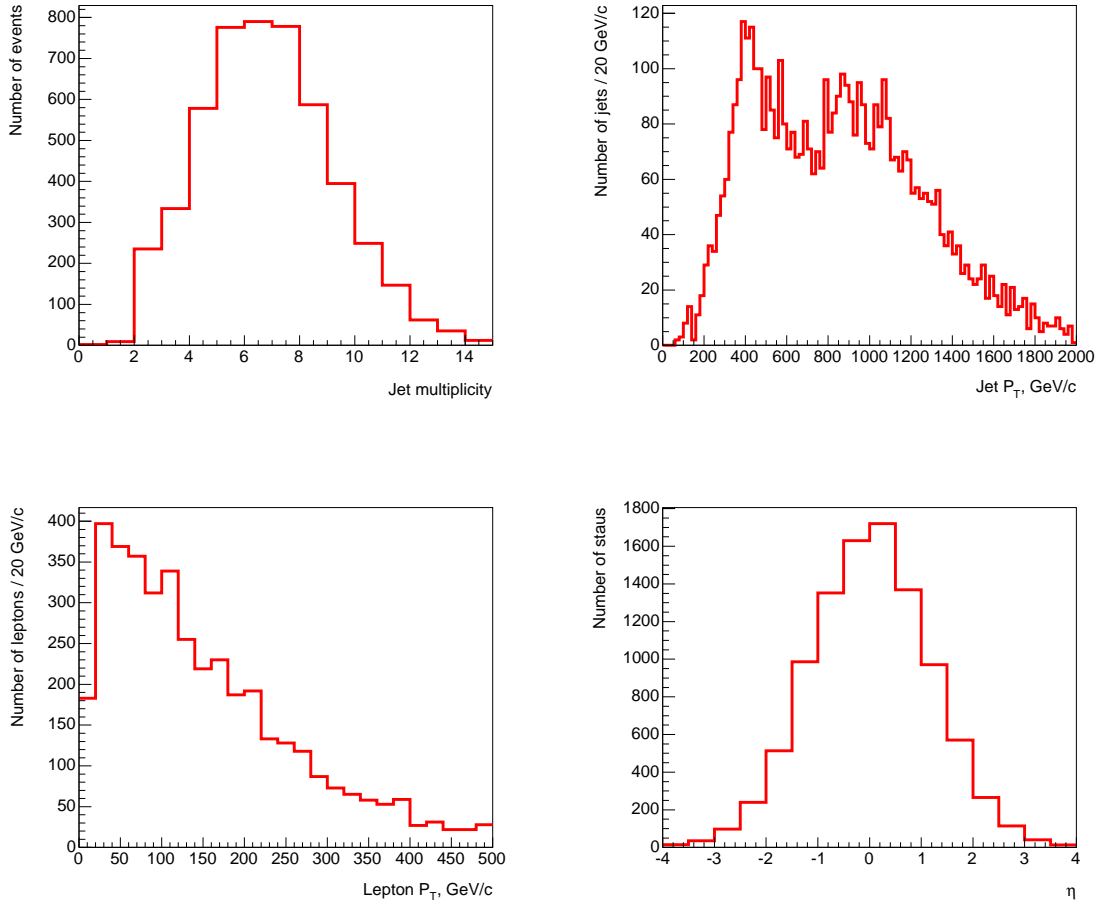 Number of events
800
700
600
500
400
300
200
100
0
0 2 4 6 8 10 12 14
Jet multiplicity
Number of jets / 20 GeV/c
120
100
80
60
40
20
0
0 200 400 600 800 1000 1200 1400 1600 1800 2000
Jet P_T, GeV/c
Number of leptons / 20 GeV/c
400
350
300
250
200
150
100
50
0
0 50 100 150 200 250 300 350 400 450 500
Lepton P_T, GeV/c
Number of staus
1800
1600
1400
1200
1000
800
600
400
200
0
-4 -3 -2 -1 0 1 2 3 4
η